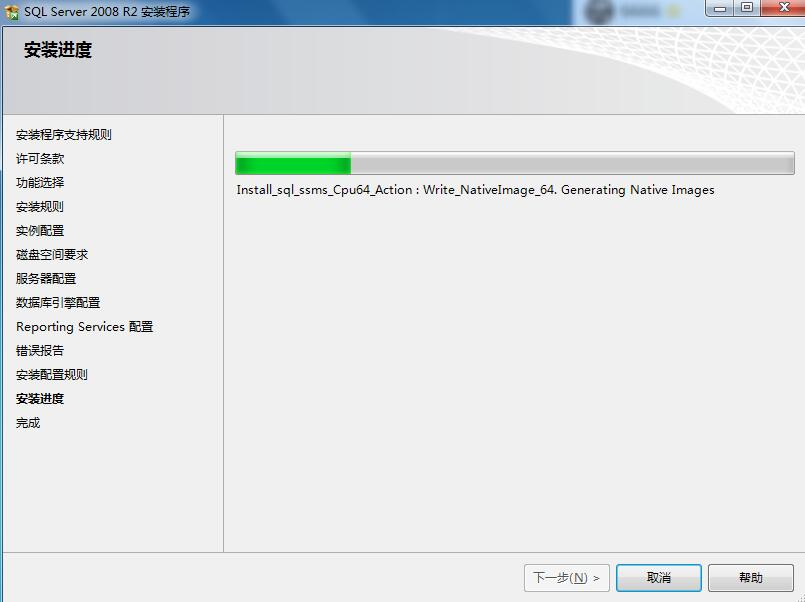 SQL Server 2008 R2 安装程序
安装进度
安装程序支持规则
许可条款
功能选择
安装规则
实例配置
磁盘空间要求
服务器配置
数据库引擎配置
Reporting Services 配置
错误报告
安装配置规则
安装进度
完成
Install_sql_ssms_Cpu64_Action : Write_NativeImage_64. Generating Native Images
下一步(N) >
取消
帮助